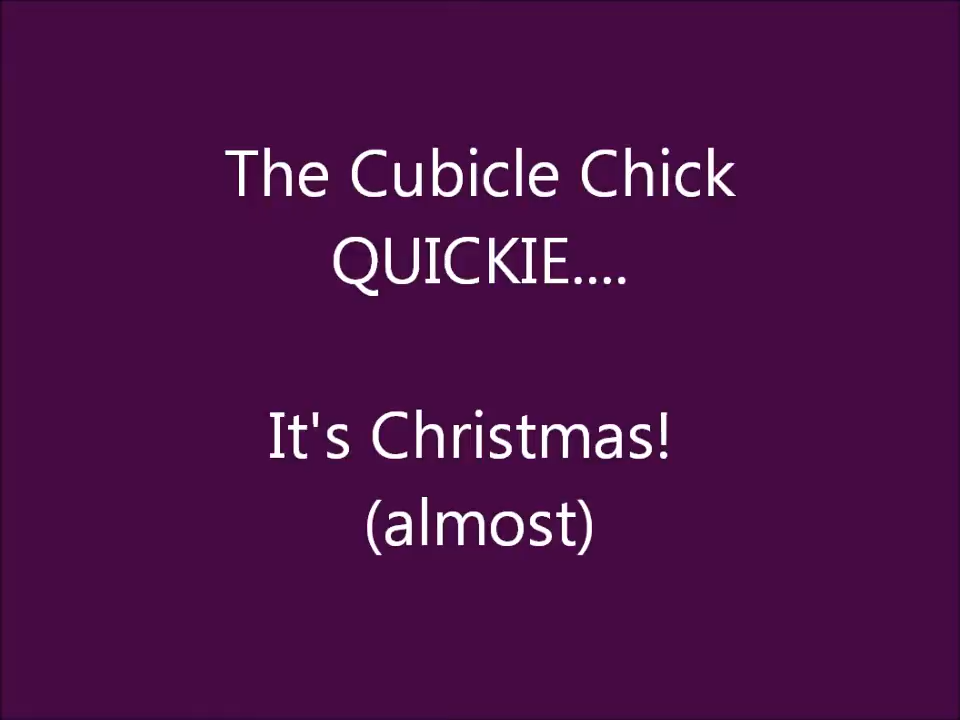 The Cubicle Chick
QUICKIE....
It's Christmas!
(almost)